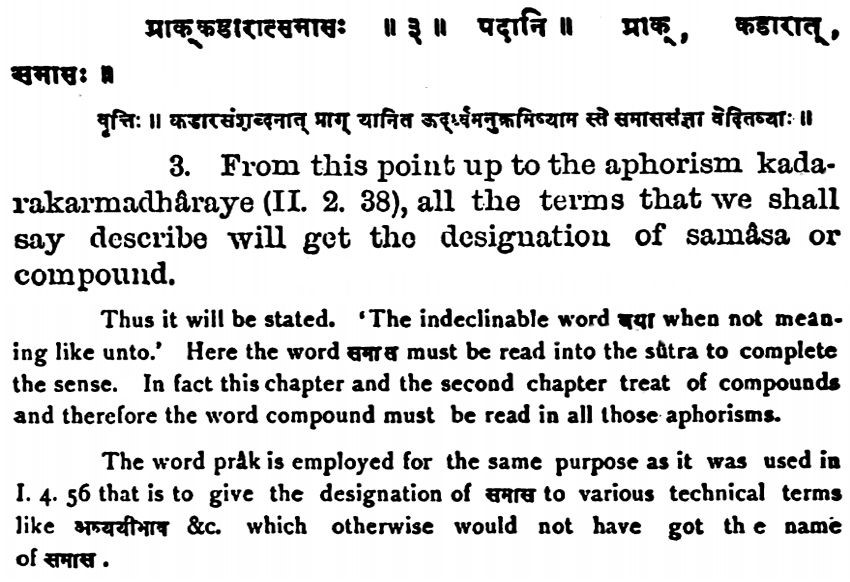 प्राक्कडारात्समासः ॥ ३ ॥ पदानि ॥ प्राक्, कडारात्,
समासः ॥
वृत्तिः ॥ कडारसंशब्दनात् प्राग् यानित ऊद्र्ध्वमनुक्रमिष्याम स्ते समाससंज्ञा वेदितव्याः ॥
3. From this point up to the aphorism kada-
rakarmadhâraye (II. 2. 38), all the terms that we shall
say describe will get the designation of samâsa or
compound.
Thus it will be stated. 'The indeclinable word यथा when not mean-
ing like unto.' Here the word समास must be read into the sûtra to complete
the sense. In fact this chapter and the second chapter treat of compounds
and therefore the word compound must be read in all those aphorisms.
The word prâk is employed for the same purpose as it was used in
I. 4. 56 that is to give the designation of समास to various technical terms
like अव्ययीभाव &c. which otherwise would not have got the name
of समास.